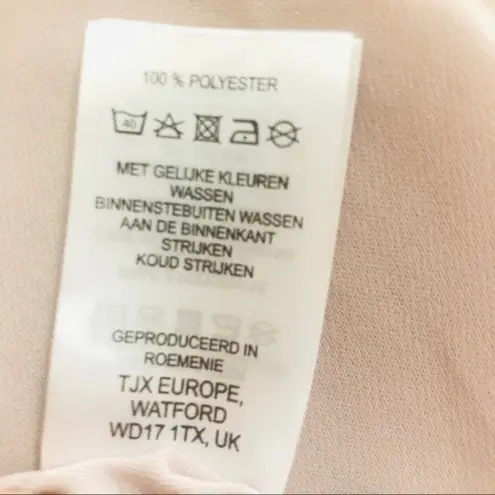 100 % POLYESTER
40
MET GELIJKE KLEUREN
WASSEN
BINNENSTEBUITEN WASSEN
AAN DE BINNENKANT
STRIJKEN
KOUD STRIJKEN
GEPRODUCEERD IN
ROEMENIE
TJX EUROPE,
WATFORD
WD17 1TX, UK